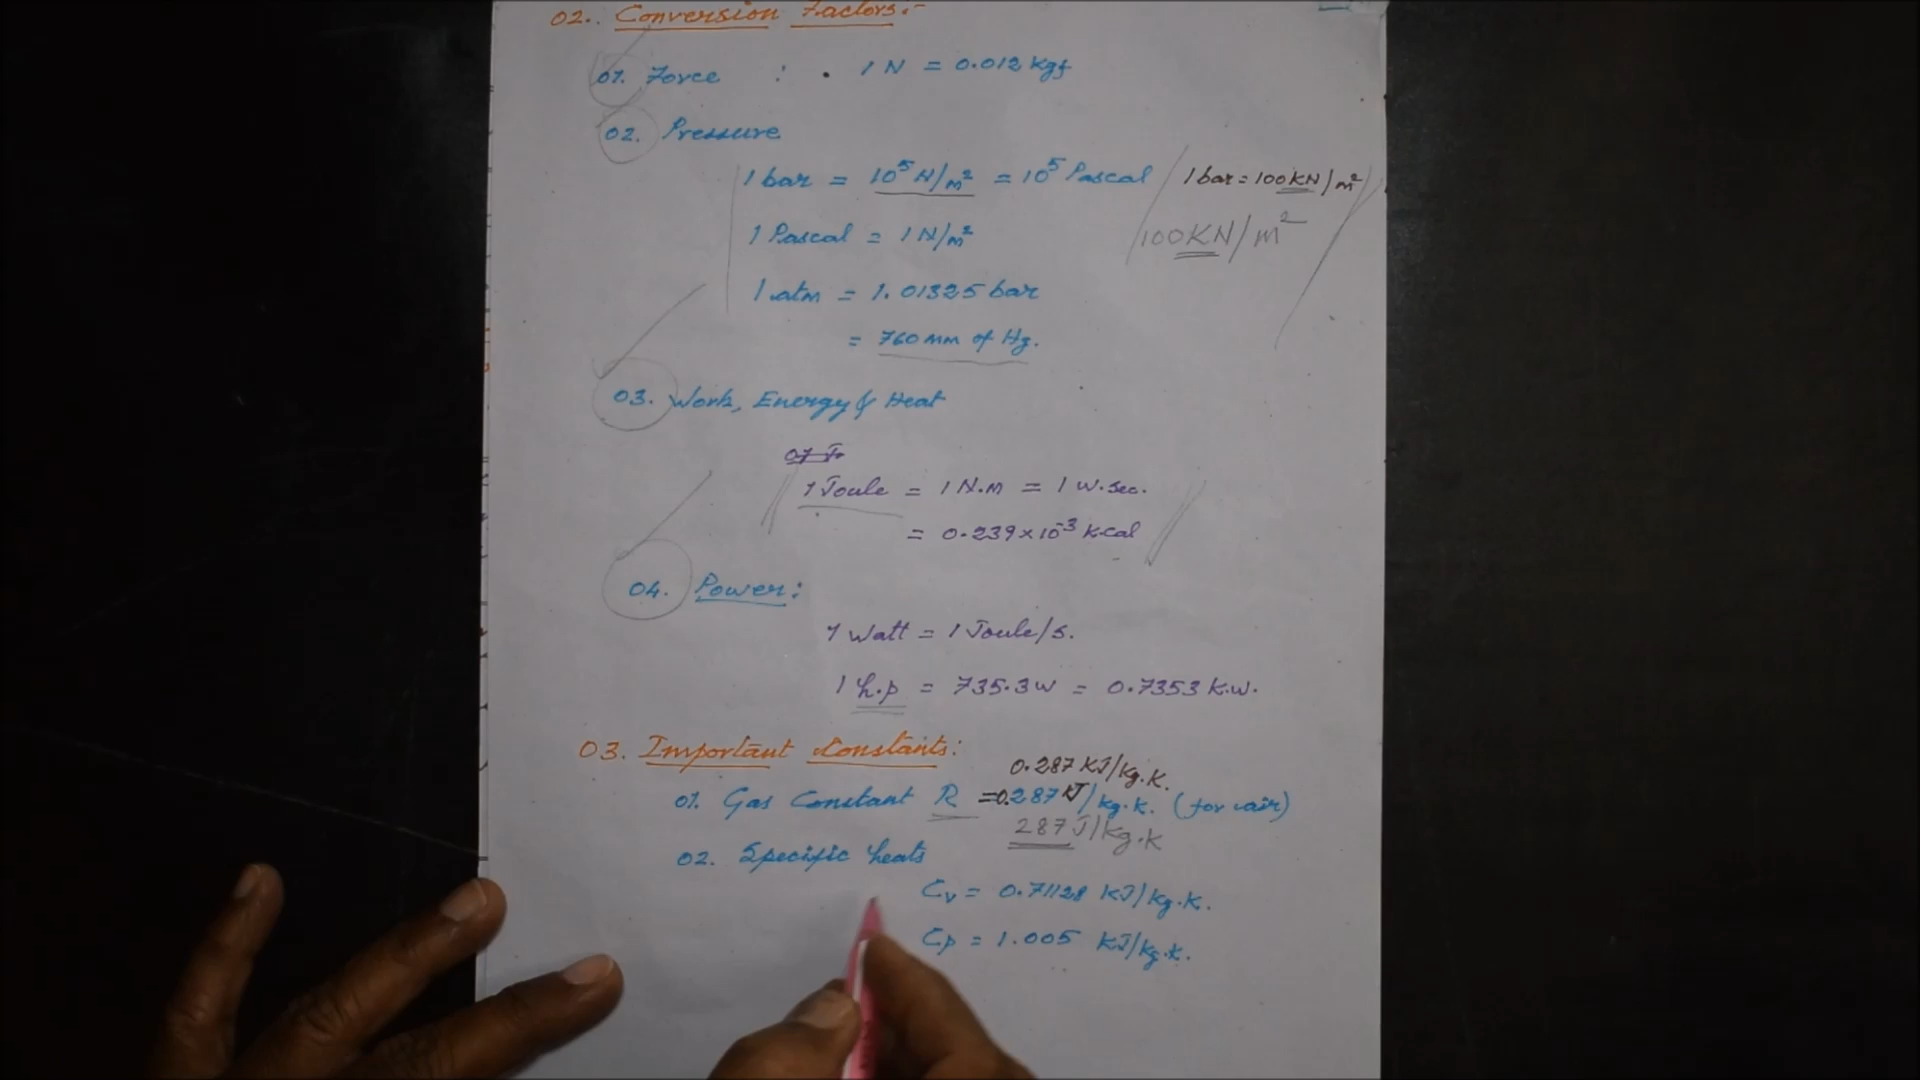 02. Conversion Factors:-
01. Force : . 1 N = 0.012 kgf
02. Pressure
1 bar = 10⁵ N/m² = 10⁵ Pascal 1 bar = 100 KN/m²
1 Pascal = 1 N/m² 100 KN/m²
1 atm = 1.01325 bar
= 760 mm of Hg.
03. Work, Energy & Heat
1 Joule = 1 N.m = 1 W.sec.
= 0.239 × 10⁻³ kcal
04. Power:
1 Watt = 1 Joule/s.
1 h.p = 735.3 W = 0.7353 K.W.
03. Important Constants:
0.287 KJ/kg.K.
01. Gas Constant R = 0.287 KJ/kg.K. (for air)
287 J/kg.K
02. Specific heats
Cv = 0.71128 KJ/kg.K.
Cp = 1.005 KJ/kg.K.